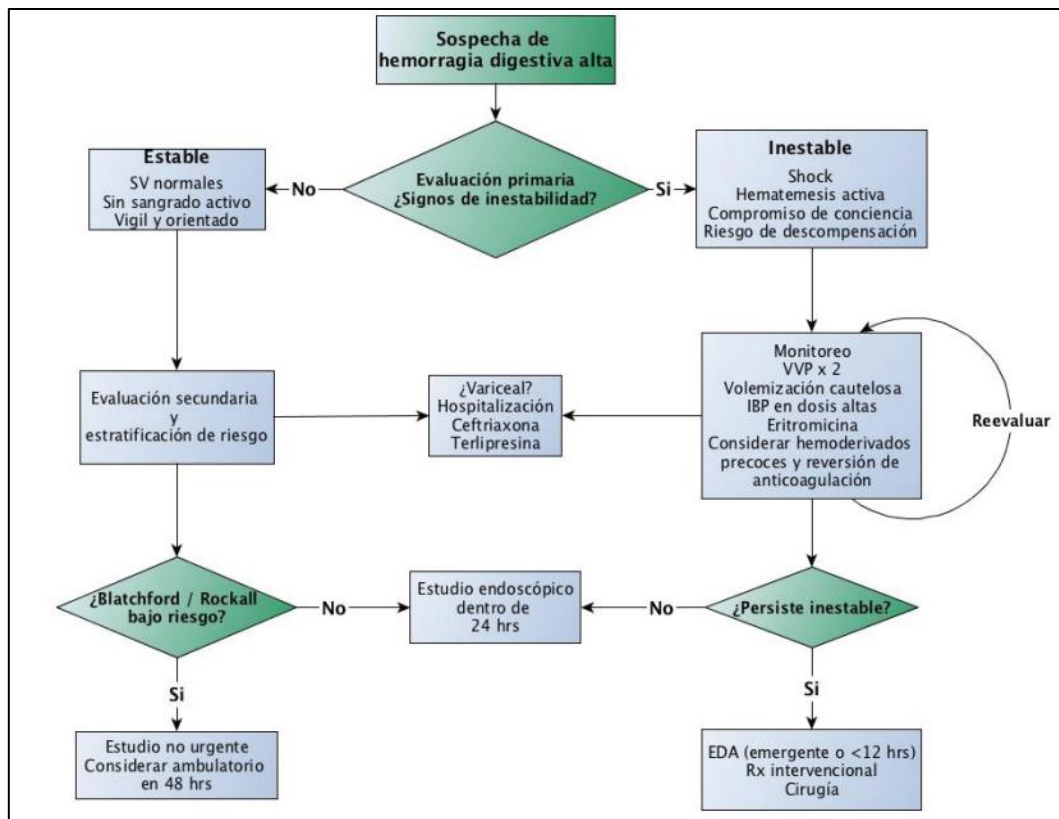 Sospecha de
hemorragia digestiva alta
Estable
SV normales
Sin sangrado activo
Vigil y orientado
No
Evaluación primaria
¿Signos de inestabilidad?
Si
Inestable
Shock
Hematemesis activa
Compromiso de conciencia
Riesgo de descompensación
Evaluación secundaria
y
estratificación de riesgo
¿Variceal?
Hospitalización
Ceftriaxona
Terlipresina
Monitoreo
VVP x 2
Volemización cautelosa
IBP en dosis altas
Eritromicina
Considerar hemoderivados
precoces y reversión de
anticoagulación
Reevaluar
¿Blatchford / Rockall
bajo riesgo?
No
Estudio endoscópico
dentro de
24 hrs
No
¿Persiste inestable?
Si
Si
Estudio no urgente
Considerar ambulatorio
en 48 hrs
EDA (emergente o <12 hrs)
Rx intervencional
Cirugía